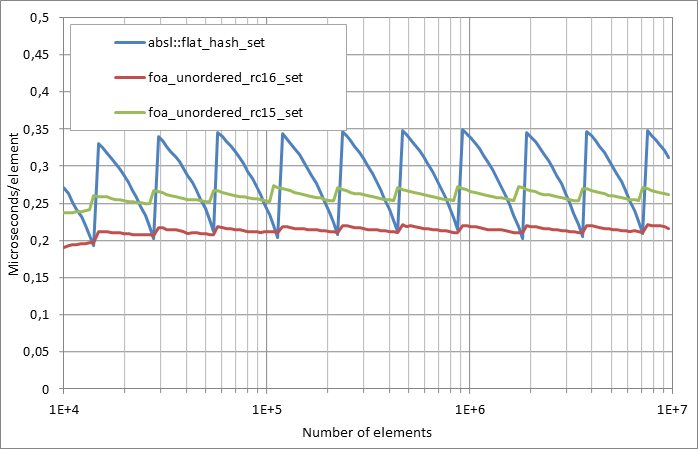 0,5
0,45
0,4
0,35
0,3
0,25
0,2
0,15
0,1
0,05
0
Microseconds/element
absl::flat_hash_set
foa_unordered_rc16_set
foa_unordered_rc15_set
1E+4
1E+5
1E+6
1E+7
Number of elements